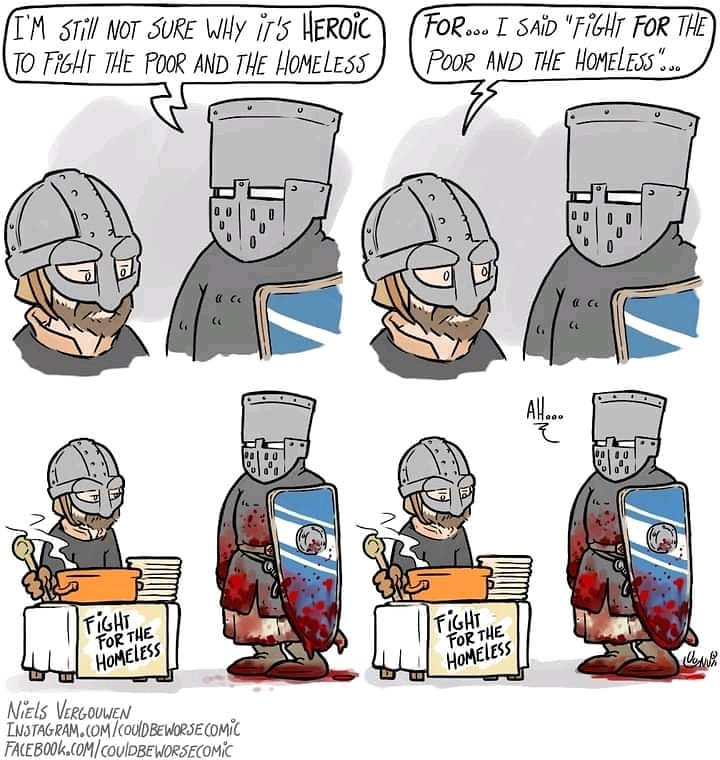 I'M STILL NOT SURE WHY IT'S HEROIC
TO FIGHT THE POOR AND THE HOMELESS
FOR... I SAID "FIGHT FOR THE
POOR AND THE HOMELESS"...
FIGHT
FOR THE
HOMELESS
AH...
FIGHT
FOR THE
HOMELESS
NIELS VERGOUWEN
INSTAGRAM.COM/COULDBEWORSECOMIC
FACEBOOK.COM/COULDBEWORSECOMIC